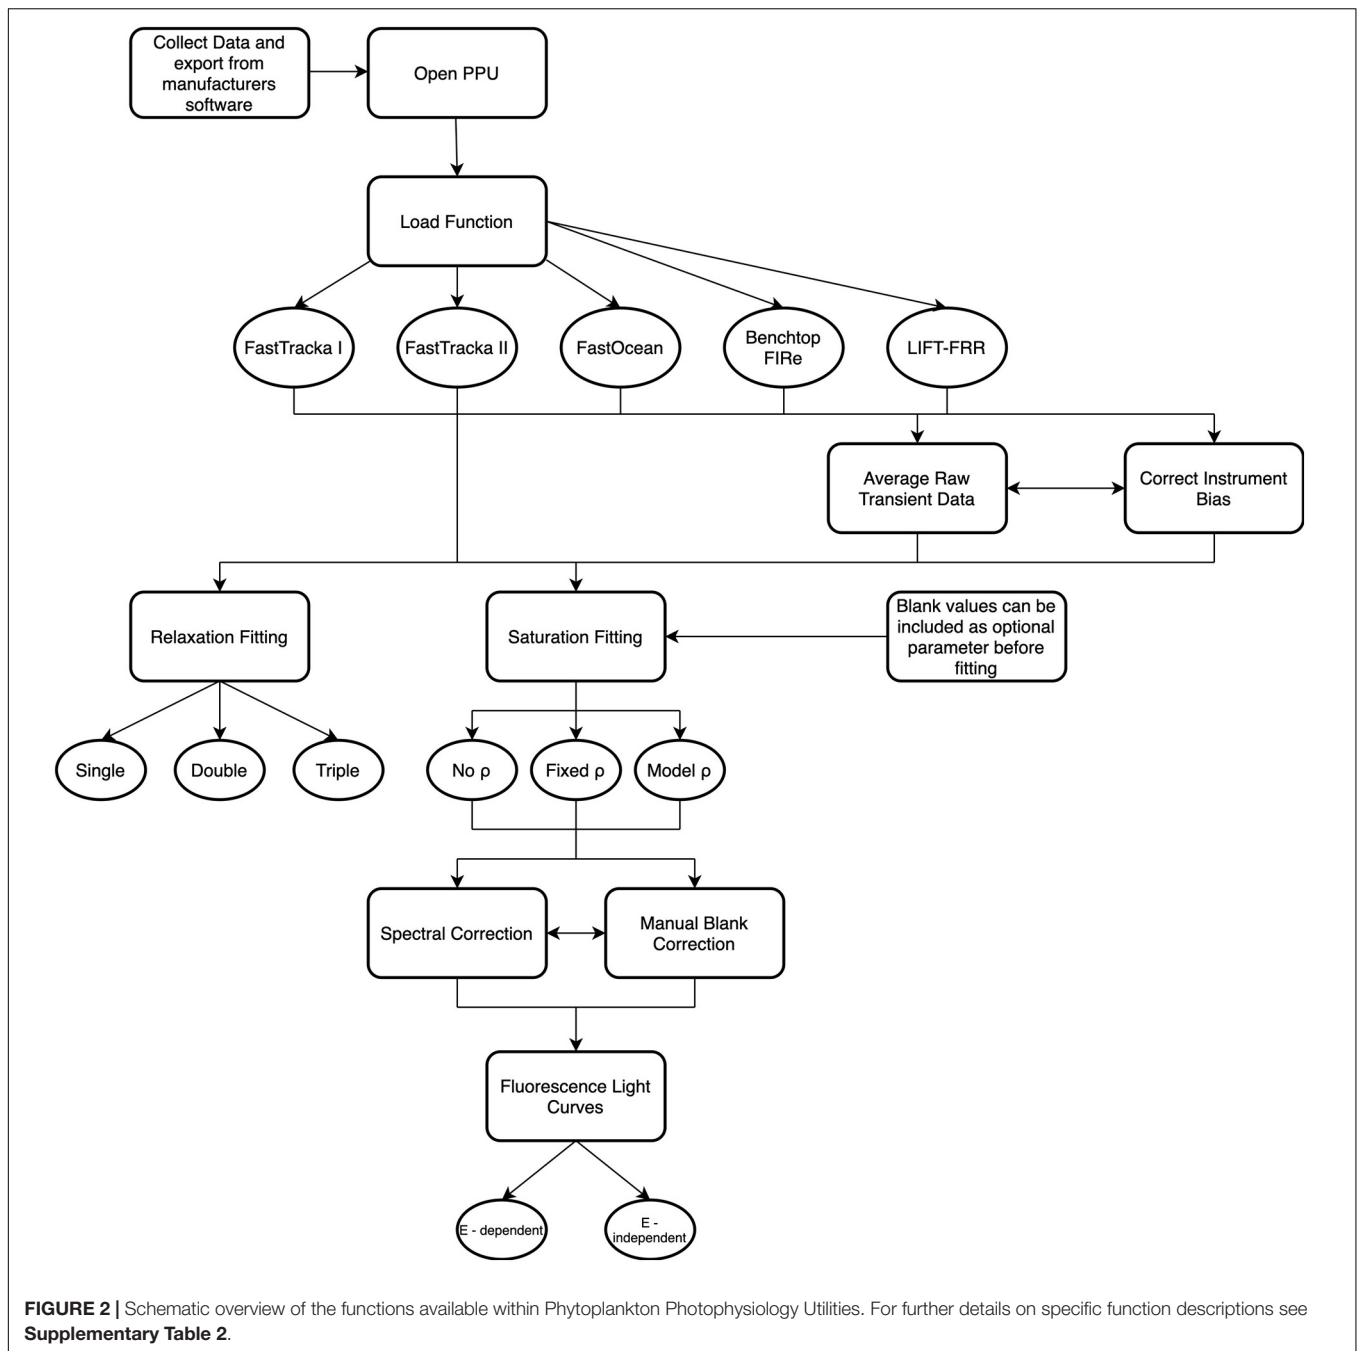 Collect Data and
export from
manufacturers
software
Open PPU
Load Function
FastTracka I
FastTracka II
FastOcean
Benchtop
FIRe
LIFT-FRR
Average Raw
Transient Data
Correct Instrument
Bias
Relaxation Fitting
Saturation Fitting
Blank values can be
included as optional
parameter before
fitting
Single
Double
Triple
No ρ
Fixed ρ
Model ρ
Spectral Correction
Manual Blank
Correction
Fluorescence Light
Curves
E - dependent
E -
independent
FIGURE 2 | Schematic overview of the functions available within Phytoplankton Photophysiology Utilities. For further details on specific function descriptions see
Supplementary Table 2.